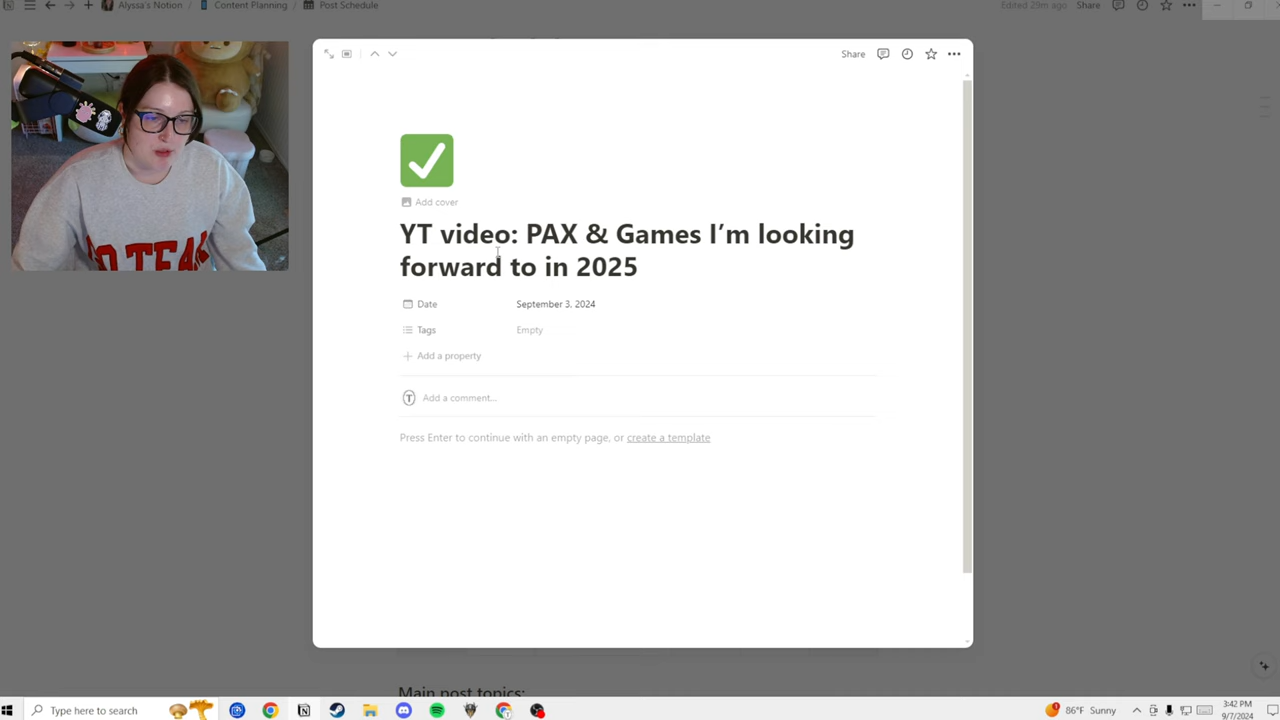 Alyssa's Notion / Content Planning / Post Schedule
Edited 29m ago Share
Share
Add cover
YT video: PAX & Games I'm looking
forward to in 2025
Date September 3, 2024
Tags Empty
Add a property
T Add a comment...
Press Enter to continue with an empty page, or create a template
Main post topics:
Type here to search
86°F Sunny
3:42 PM
9/7/2024